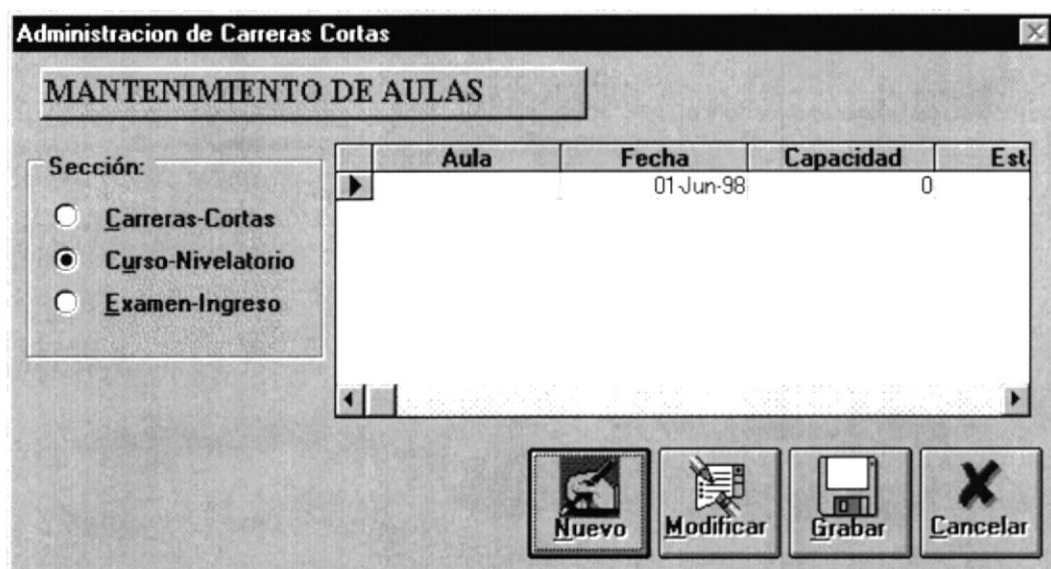 Administracion de Carreras Cortas
MANTENIMIENTO DE AULAS
Sección:
Carreras-Cortas
Curso-Nivelatorio
Examen-Ingreso
Aula Fecha Capacidad Est.
01-Jun-98 0
Nuevo Modificar Grabar Cancelar